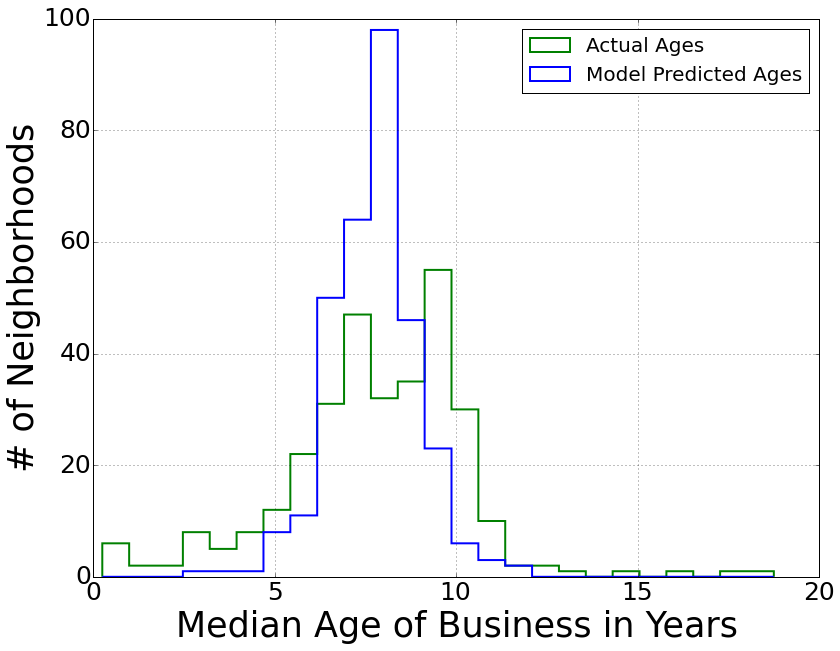 100
80
60
40
20
0
0 5 10 15 20
# of Neighborhoods
Median Age of Business in Years
Actual Ages
Model Predicted Ages